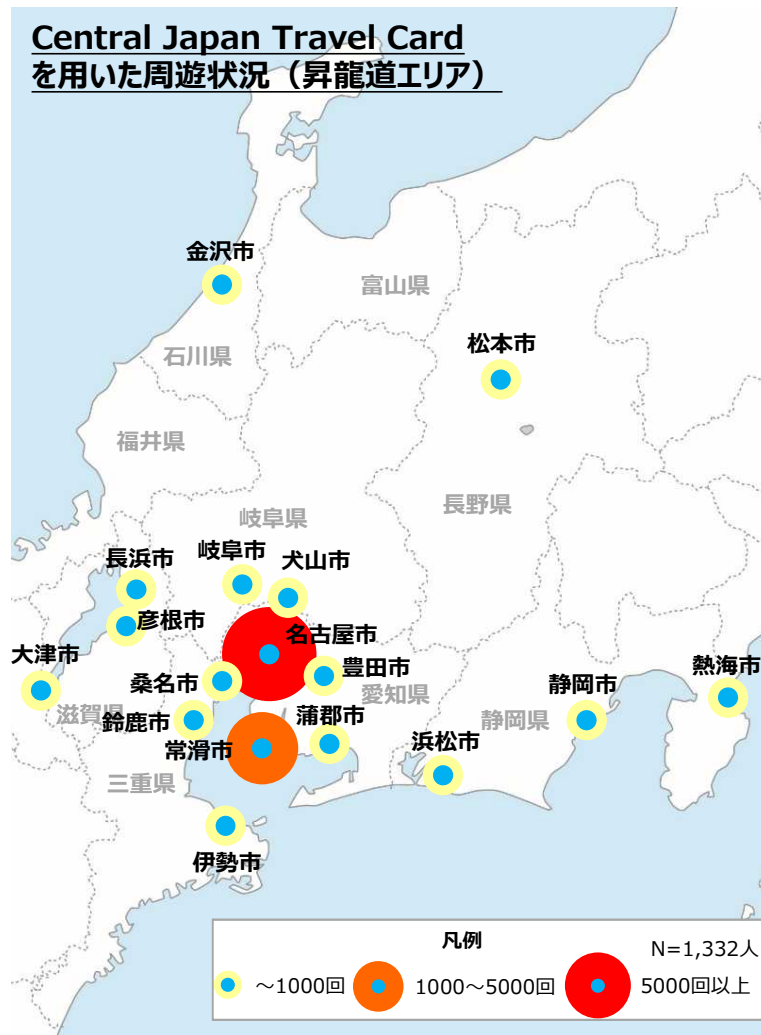 Central Japan Travel Card
を用いた周遊状況（昇龍道エリア）
金沢市
富山県
松本市
石川県
福井県
長野県
岐阜県
長浜市
岐阜市
犬山市
彦根市
名古屋市
大津市
桑名市
豊田市
熱海市
愛知県
静岡市
滋賀県
鈴鹿市
蒲郡市
静岡県
常滑市
浜松市
三重県
伊勢市
凡例
N=1,332人
～1000回
1000～5000回
5000回以上